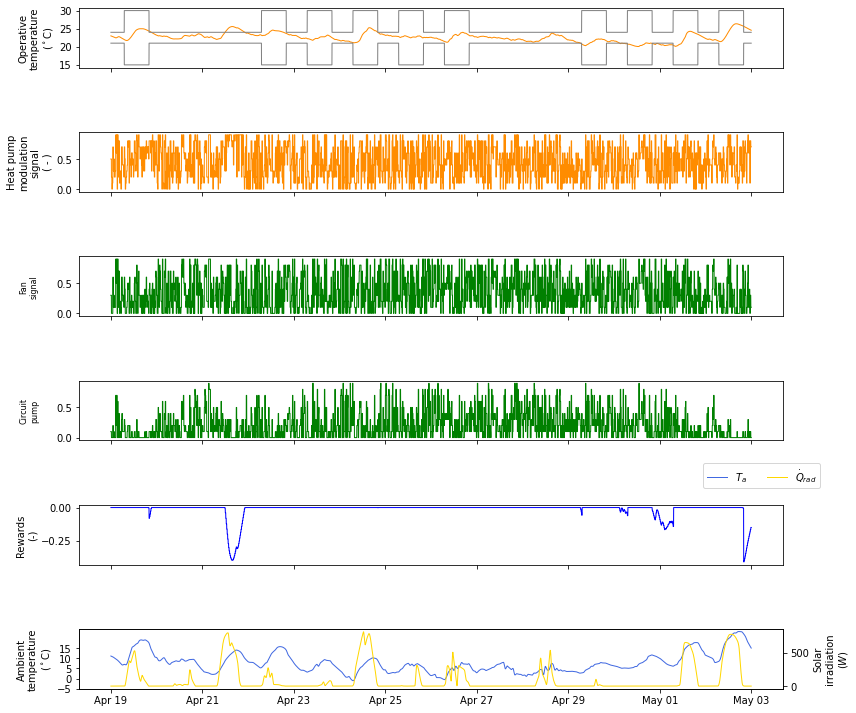 Operative
temperature
(°C)
30
25
20
15
Heat pump
modulation
signal
( - )
0.5
0.0
Fan
signal
0.5
0.0
Circuit
pump
0.5
0.0
T_a
Q̇_rad
Rewards
(-)
0.00
−0.25
Ambient
temperature
(°C)
15
10
5
0
−5
500
0
Solar
irradiation
(W)
Apr 19 Apr 21 Apr 23 Apr 25 Apr 27 Apr 29 May 01 May 03